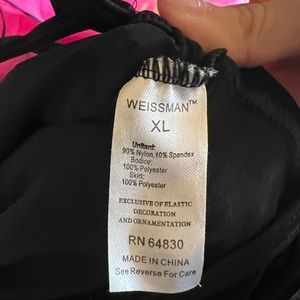 WEISSMAN™
XL
Unitard:
90% Nylon, 10% Spendex
Bodice:
100% Polyester
Skirt:
100% Polyester
EXCLUSIVE OF ELASTIC
DECORATION
AND ORNAMENTATION
RN 64830
MADE IN CHINA
See Reverse For Care